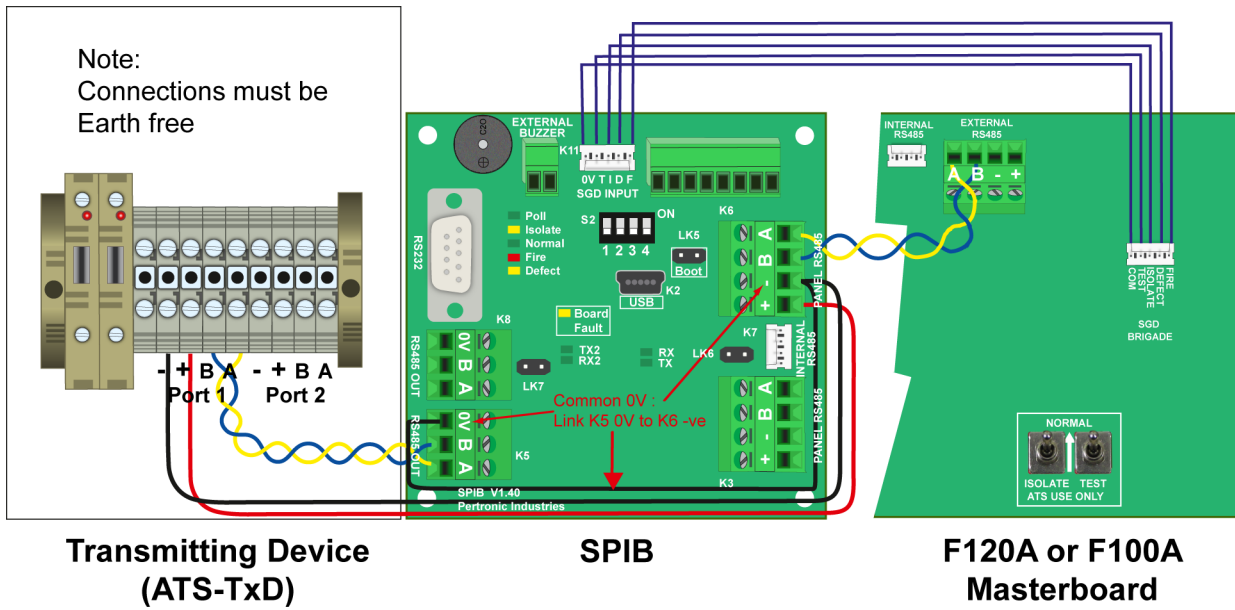 Note:
Connections must be
Earth free
- + B A - + B A
Port 1 Port 2
C2O
EXTERNAL
BUZZER
K11
0V T I D F
SGD INPUT
RS232
Poll
Isolate
Normal
Fire
Defect
S2
ON
1 2 3 4
LK5
Boot
K2
USB
K6
A
B
-
+
PANEL RS485
Board
Fault
K8
0V
B
A
RS485 OUT
TX2
RX2
RX
TX
LK7
LK6
K7
INTERNAL
RS485
Common 0V :
Link K5 0V to K6 -ve
0V
B
A
RS485 OUT
K5
A
B
-
+
PANEL RS485
K3
SPIB V1.40
Pertronic Industries
INTERNAL
RS485
EXTERNAL
RS485
A B - +
FIRE
DEFECT
ISOLATE
TEST
COM
SGD
BRIGADE
NORMAL
ISOLATE TEST
ATS USE ONLY
Transmitting Device
(ATS-TxD)
SPIB
F120A or F100A
Masterboard